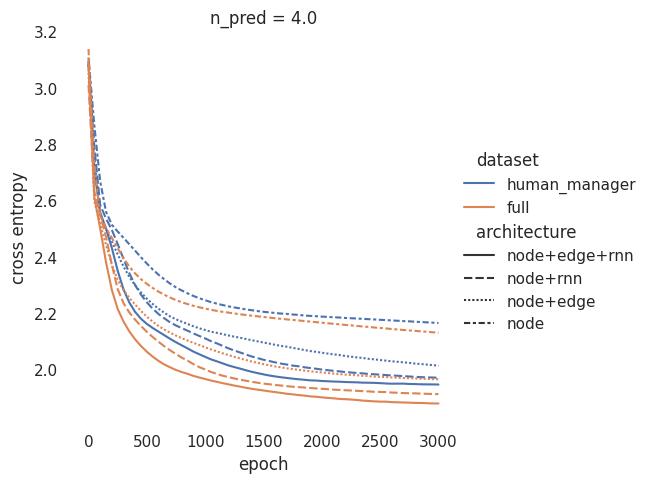 n_pred = 4.0
3.2
3.0
2.8
2.6
2.4
2.2
2.0
cross entropy
0 500 1000 1500 2000 2500 3000
epoch
dataset
human_manager
full
architecture
node+edge+rnn
node+rnn
node+edge
node